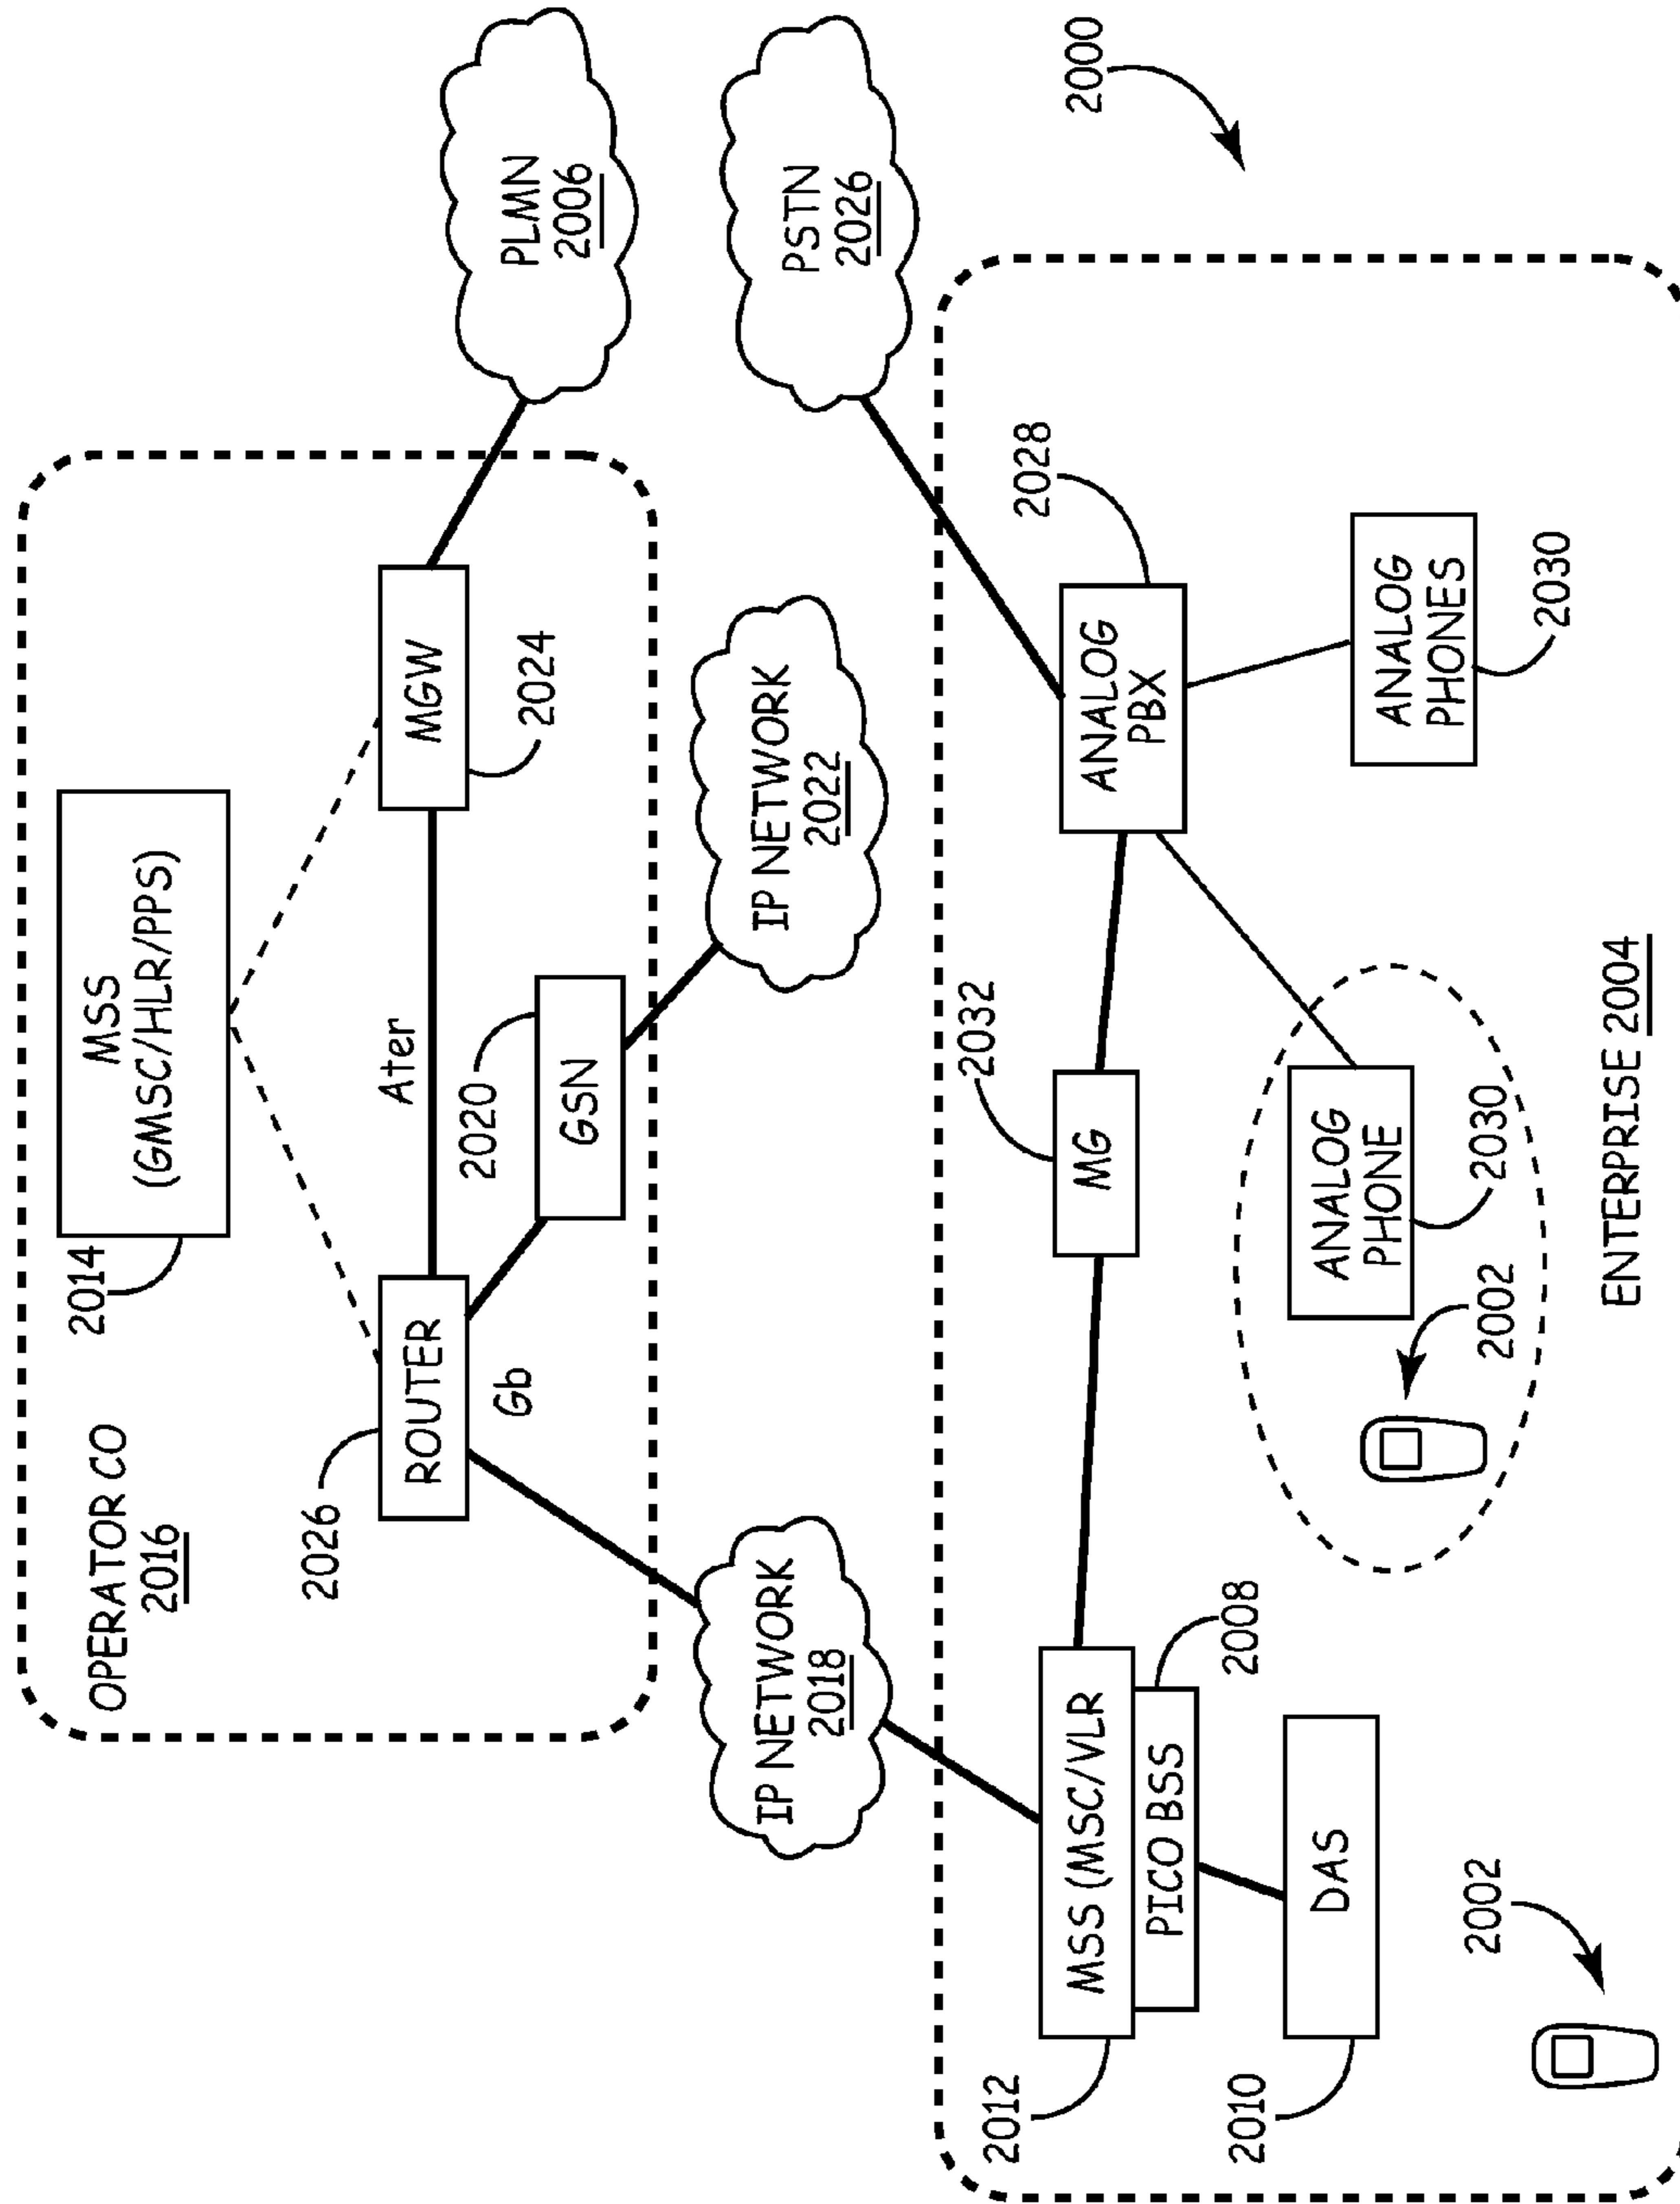 OPERATOR CO
2016
2014
MSS
(GMSC/HLR/PPS)
2026
ROUTER
Ater
MGW
2024
Gb
2020
GSN
PLMN
2006
IP NETWORK
2018
IP NETWORK
2022
PSTN
2026
2000
2012
MSS (MSC/VLR
PICO BSS
2008
2032
MG
2028
ANALOG
PBX
2010
DAS
ANALOG
PHONE
2030
2002
ANALOG
PHONES
2030
2002
ENTERPRISE 2004